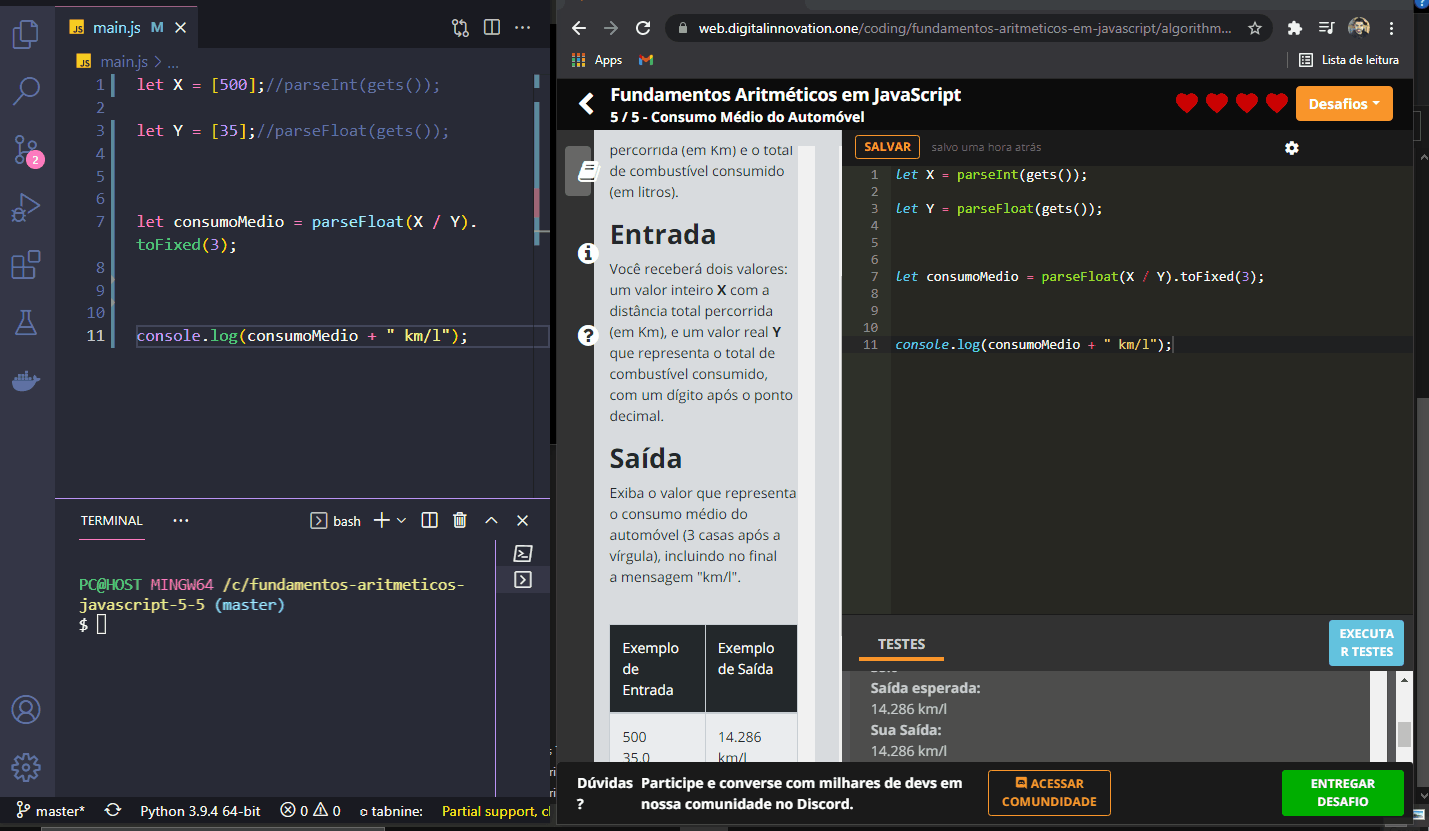 main.js M
main.js > ...
1 let X = [500];//parseInt(gets());
2
3 let Y = [35];//parseFloat(gets());
4
5
6
7 let consumoMedio = parseFloat(X / Y).
toFixed(3);
8
9
10
11 console.log(consumoMedio + " km/l");
2
TERMINAL ...
bash
PC@HOST MINGW64 /c/fundamentos-aritmeticos-
javascript-5-5 (master)
$
master* Python 3.9.4 64-bit 0 0 tabnine: Partial support, c
web.digitalinnovation.one/coding/fundamentos-aritmeticos-em-javascript/algorithm...
Apps
Lista de leitura
Fundamentos Aritméticos em JavaScript
5 / 5 - Consumo Médio do Automóvel
Desafios
percorrida (em Km) e o total
de combustível consumido
(em litros).
Entrada
Você receberá dois valores:
um valor inteiro X com a
distância total percorrida
(em Km), e um valor real Y
que representa o total de
combustível consumido,
com um dígito após o ponto
decimal.
Saída
Exiba o valor que representa
o consumo médio do
automóvel (3 casas após a
vírgula), incluindo no final
a mensagem "km/l".
Exemplo
de
Entrada
Exemplo
de Saída
500
35.0
14.286
km/l
SALVAR salvo uma hora atrás
1 let X = parseInt(gets());
2
3 let Y = parseFloat(gets());
4
5
6
7 let consumoMedio = parseFloat(X / Y).toFixed(3);
8
9
10
11 console.log(consumoMedio + " km/l");
TESTES
EXECUTA
R TESTES
Saída esperada:
14.286 km/l
Sua Saída:
14.286 km/l
Dúvidas
?
Participe e converse com milhares de devs em
nossa comunidade no Discord.
ACESSAR
COMUNDIDADE
ENTREGAR
DESAFIO